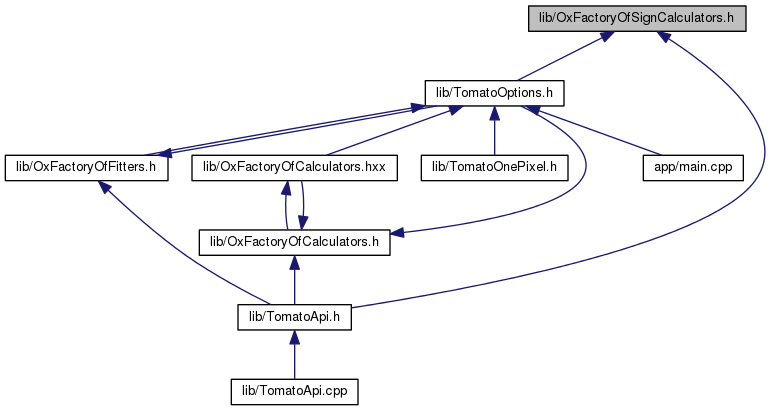 lib/OxFactoryOfSignCalculators.h
lib/TomatoOptions.h
lib/OxFactoryOfFitters.h
lib/OxFactoryOfCalculators.hxx
lib/TomatoOnePixel.h
app/main.cpp
lib/OxFactoryOfCalculators.h
lib/TomatoApi.h
lib/TomatoApi.cpp